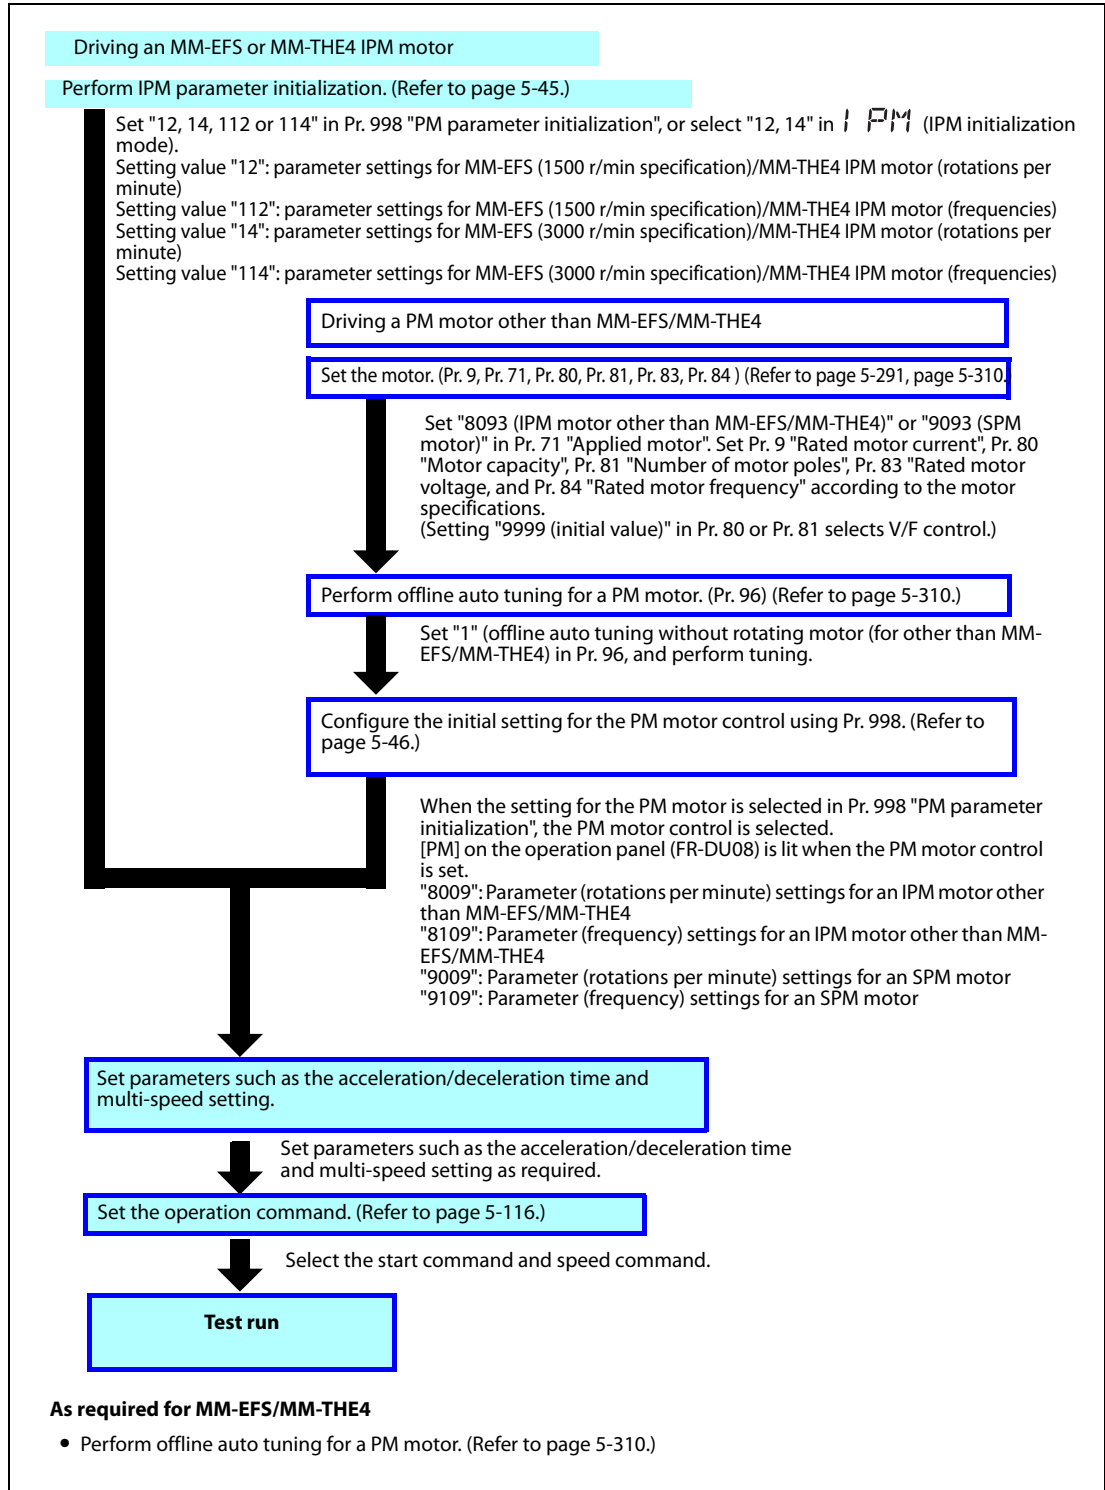 Driving an MM-EFS or MM-THE4 IPM motor
Perform IPM parameter initialization. (Refer to page 5-45.)
Set "12, 14, 112 or 114" in Pr. 998 "PM parameter initialization", or select "12, 14" in IPM (IPM initialization
mode).
Setting value "12": parameter settings for MM-EFS (1500 r/min specification)/MM-THE4 IPM motor (rotations per
minute)
Setting value "112": parameter settings for MM-EFS (1500 r/min specification)/MM-THE4 IPM motor (frequencies)
Setting value "14": parameter settings for MM-EFS (3000 r/min specification)/MM-THE4 IPM motor (rotations per
minute)
Setting value "114": parameter settings for MM-EFS (3000 r/min specification)/MM-THE4 IPM motor (frequencies)
Driving a PM motor other than MM-EFS/MM-THE4
Set the motor. (Pr. 9, Pr. 71, Pr. 80, Pr. 81, Pr. 83, Pr. 84 ) (Refer to page 5-291, page 5-310.)
Set "8093 (IPM motor other than MM-EFS/MM-THE4)" or "9093 (SPM
motor)" in Pr. 71 "Applied motor". Set Pr. 9 "Rated motor current", Pr. 80
"Motor capacity", Pr. 81 "Number of motor poles", Pr. 83 "Rated motor
voltage, and Pr. 84 "Rated motor frequency" according to the motor
specifications.
(Setting "9999 (initial value)" in Pr. 80 or Pr. 81 selects V/F control.)
Perform offline auto tuning for a PM motor. (Pr. 96) (Refer to page 5-310.)
Set "1" (offline auto tuning without rotating motor (for other than MM-
EFS/MM-THE4) in Pr. 96, and perform tuning.
Configure the initial setting for the PM motor control using Pr. 998. (Refer to
page 5-46.)
When the setting for the PM motor is selected in Pr. 998 "PM parameter
initialization", the PM motor control is selected.
[PM] on the operation panel (FR-DU08) is lit when the PM motor control
is set.
"8009": Parameter (rotations per minute) settings for an IPM motor other
than MM-EFS/MM-THE4
"8109": Parameter (frequency) settings for an IPM motor other than MM-
EFS/MM-THE4
"9009": Parameter (rotations per minute) settings for an SPM motor
"9109": Parameter (frequency) settings for an SPM motor
Set parameters such as the acceleration/deceleration time and
multi-speed setting.
Set parameters such as the acceleration/deceleration time
and multi-speed setting as required.
Set the operation command. (Refer to page 5-116.)
Select the start command and speed command.
Test run
As required for MM-EFS/MM-THE4
• Perform offline auto tuning for a PM motor. (Refer to page 5-310.)